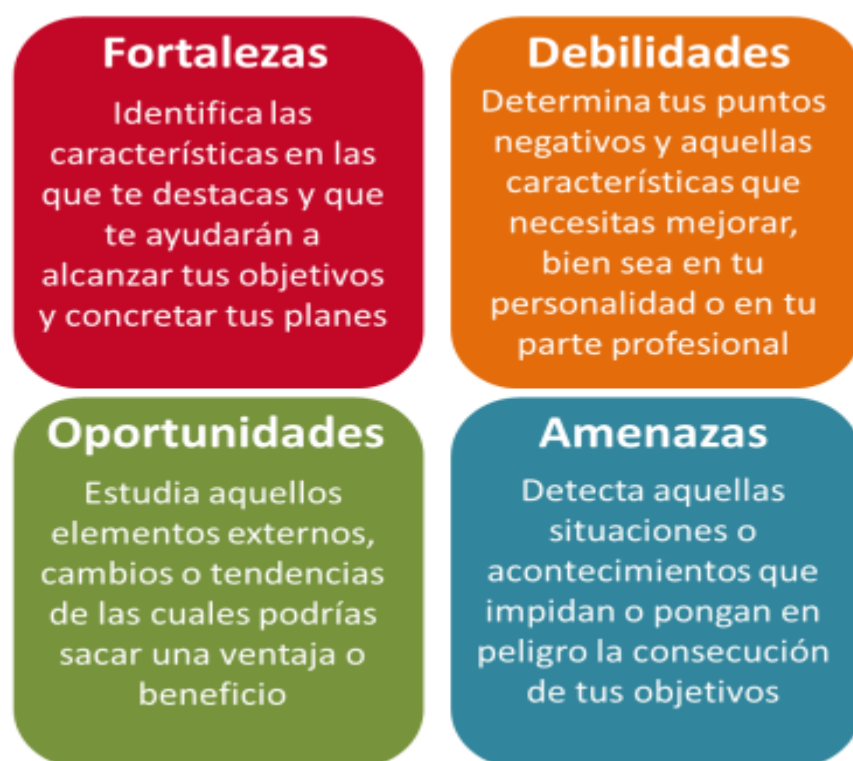 Fortalezas
Identifica las
características en las
que te destacas y que
te ayudarán a
alcanzar tus objetivos
y concretar tus planes
Debilidades
Determina tus puntos
negativos y aquellas
características que
necesitas mejorar,
bien sea en tu
personalidad o en tu
parte profesional
Oportunidades
Estudia aquellos
elementos externos,
cambios o tendencias
de las cuales podrías
sacar una ventaja o
beneficio
Amenazas
Detecta aquellas
situaciones o
acontecimientos que
impidan o pongan en
peligro la consecución
de tus objetivos